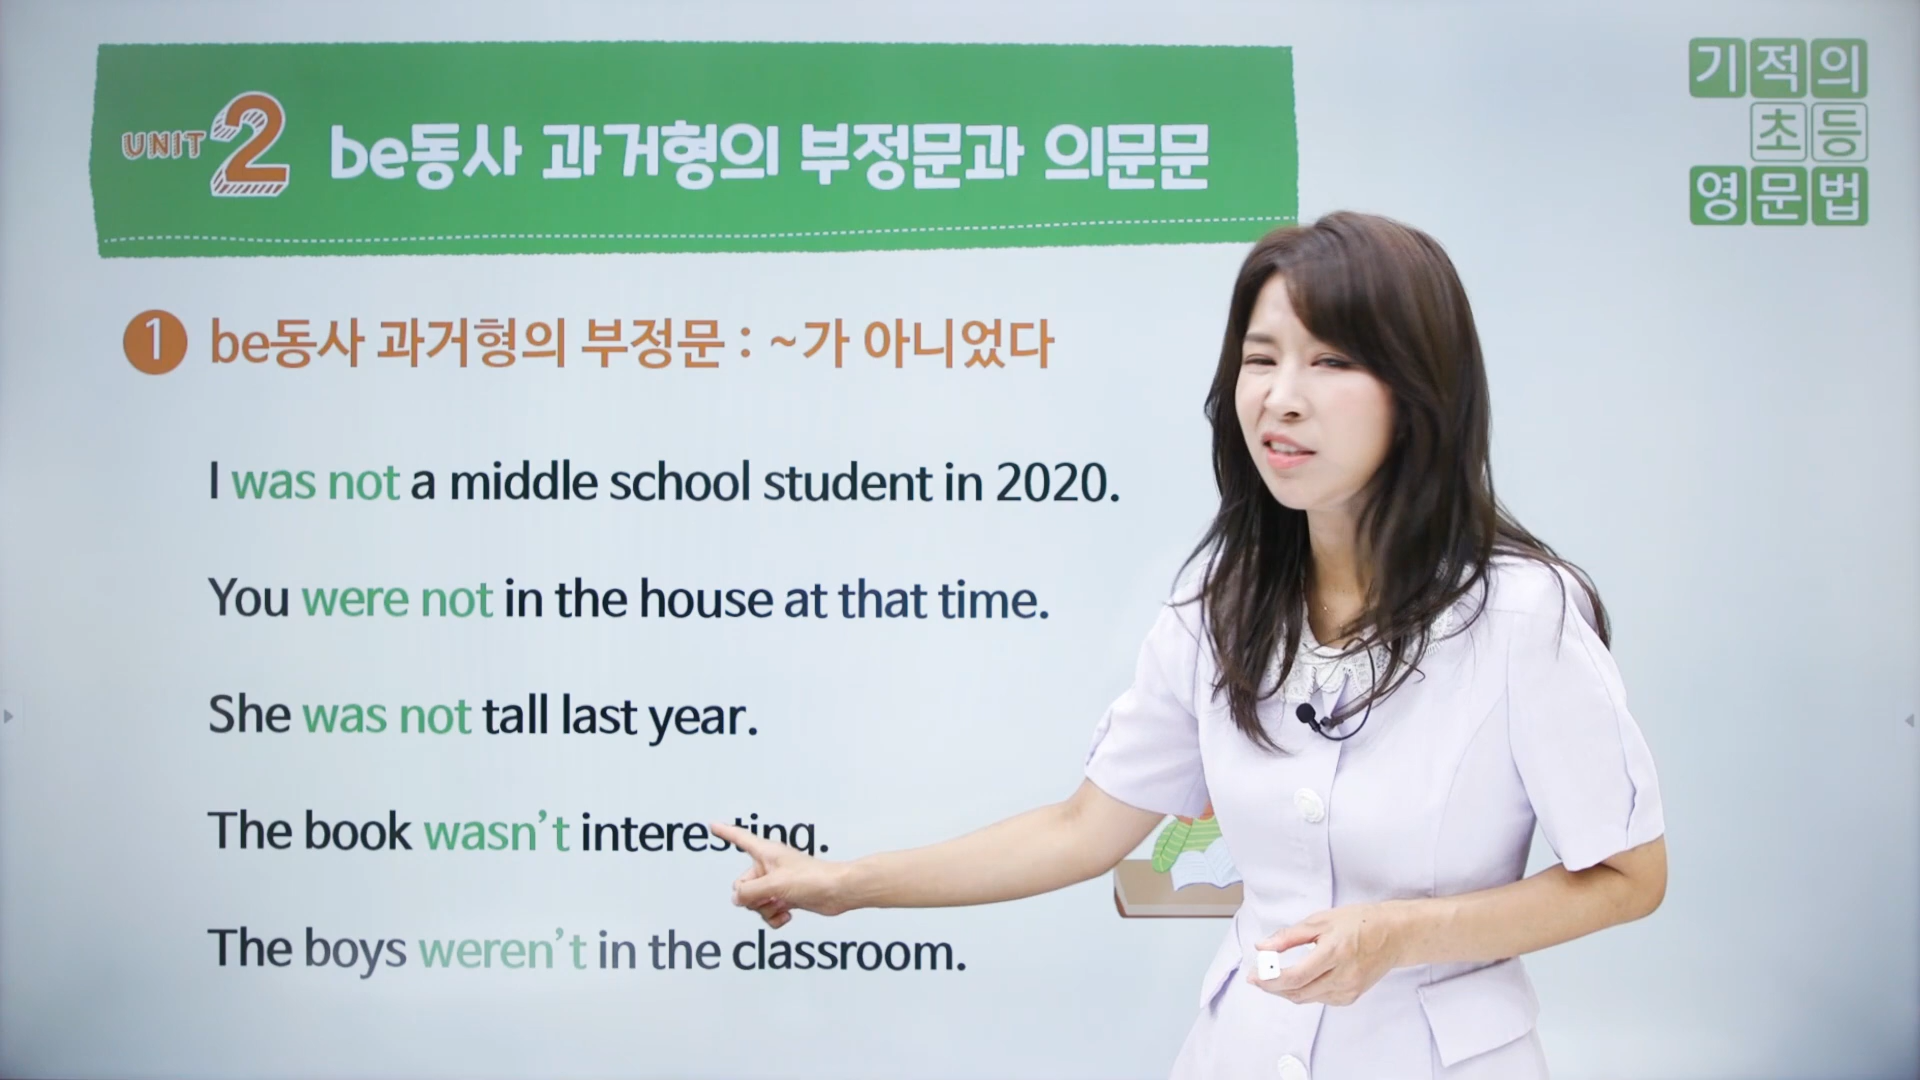 UNIT 2 be동사 과거형의 부정문과 의문문
기적의
초등
영문법
1 be동사 과거형의 부정문 : ~가 아니었다
I was not a middle school student in 2020.
You were not in the house at that time.
She was not tall last year.
The book wasn't interesting.
The boys weren't in the classroom.